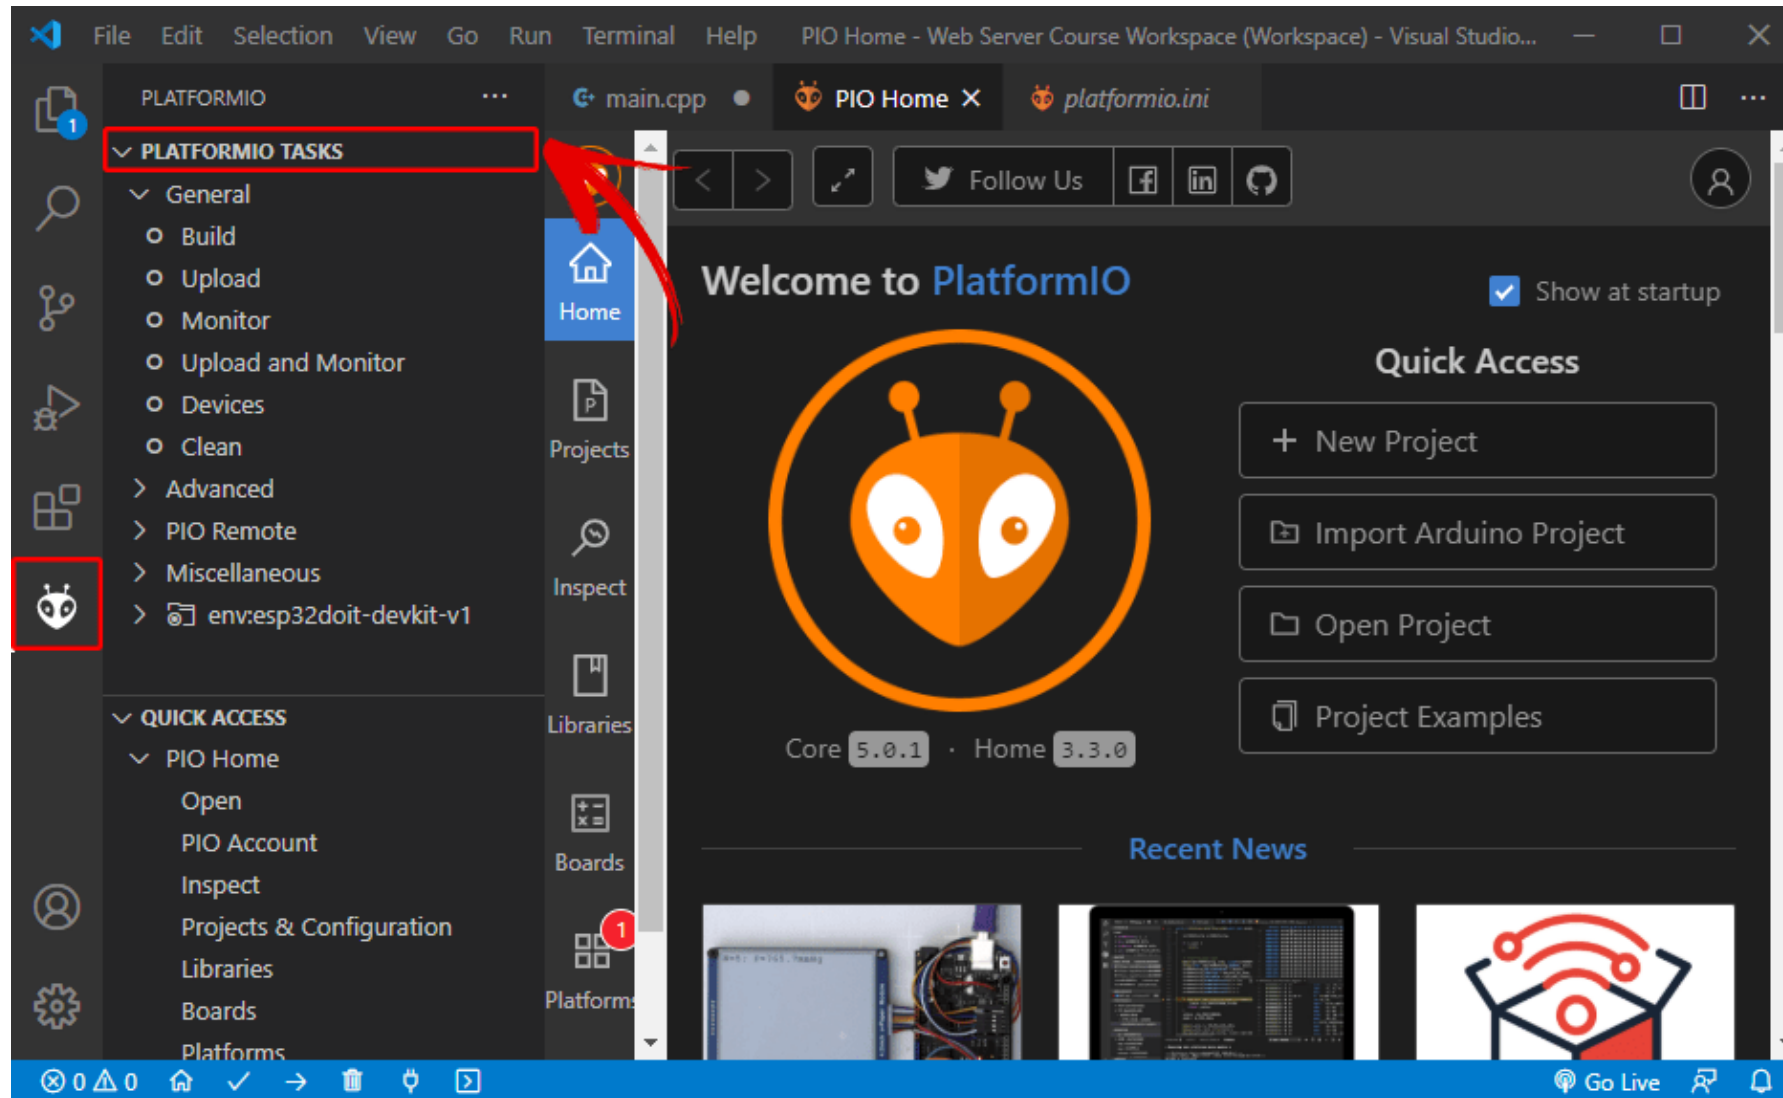 File Edit Selection View Go Run Terminal Help PIO Home - Web Server Course Workspace (Workspace) - Visual Studio...
1
PLATFORMIO
main.cpp
PIO Home
platformio.ini
PLATFORMIO TASKS
General
Build
Upload
Monitor
Upload and Monitor
Devices
Clean
Advanced
PIO Remote
Miscellaneous
env:esp32doit-devkit-v1
QUICK ACCESS
PIO Home
Open
PIO Account
Inspect
Projects & Configuration
Libraries
Boards
Platforms
Home
Projects
Inspect
Libraries
Boards
1
Platforms
Follow Us
Welcome to PlatformIO
Show at startup
Core 5.0.1 · Home 3.3.0
Quick Access
New Project
Import Arduino Project
Open Project
Project Examples
Recent News
0 0
Go Live